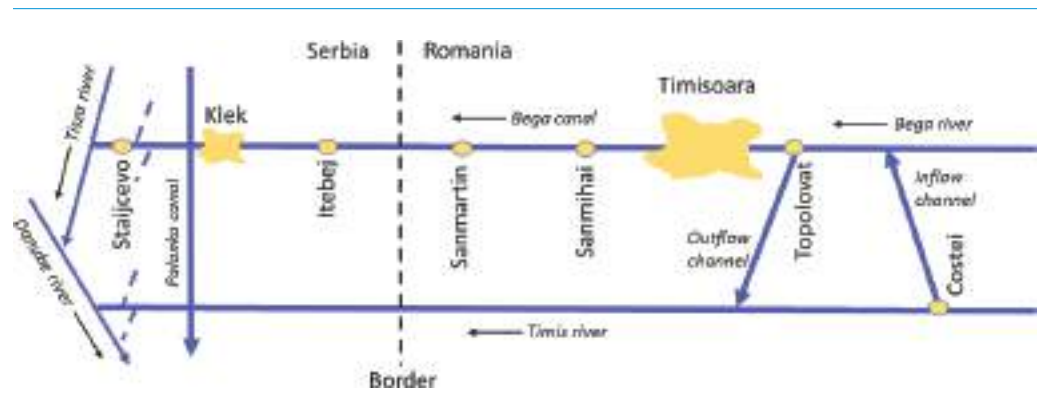 Serbia
Romania
Timisoara
Tisza river
Klek
Bega canal
Bega river
Staijcevo
Palanka canal
Itebej
Sanmartin
Sanmihai
Outflow
channel
Topolovat
Inflow
channel
Costei
Danube river
Timis river
Border